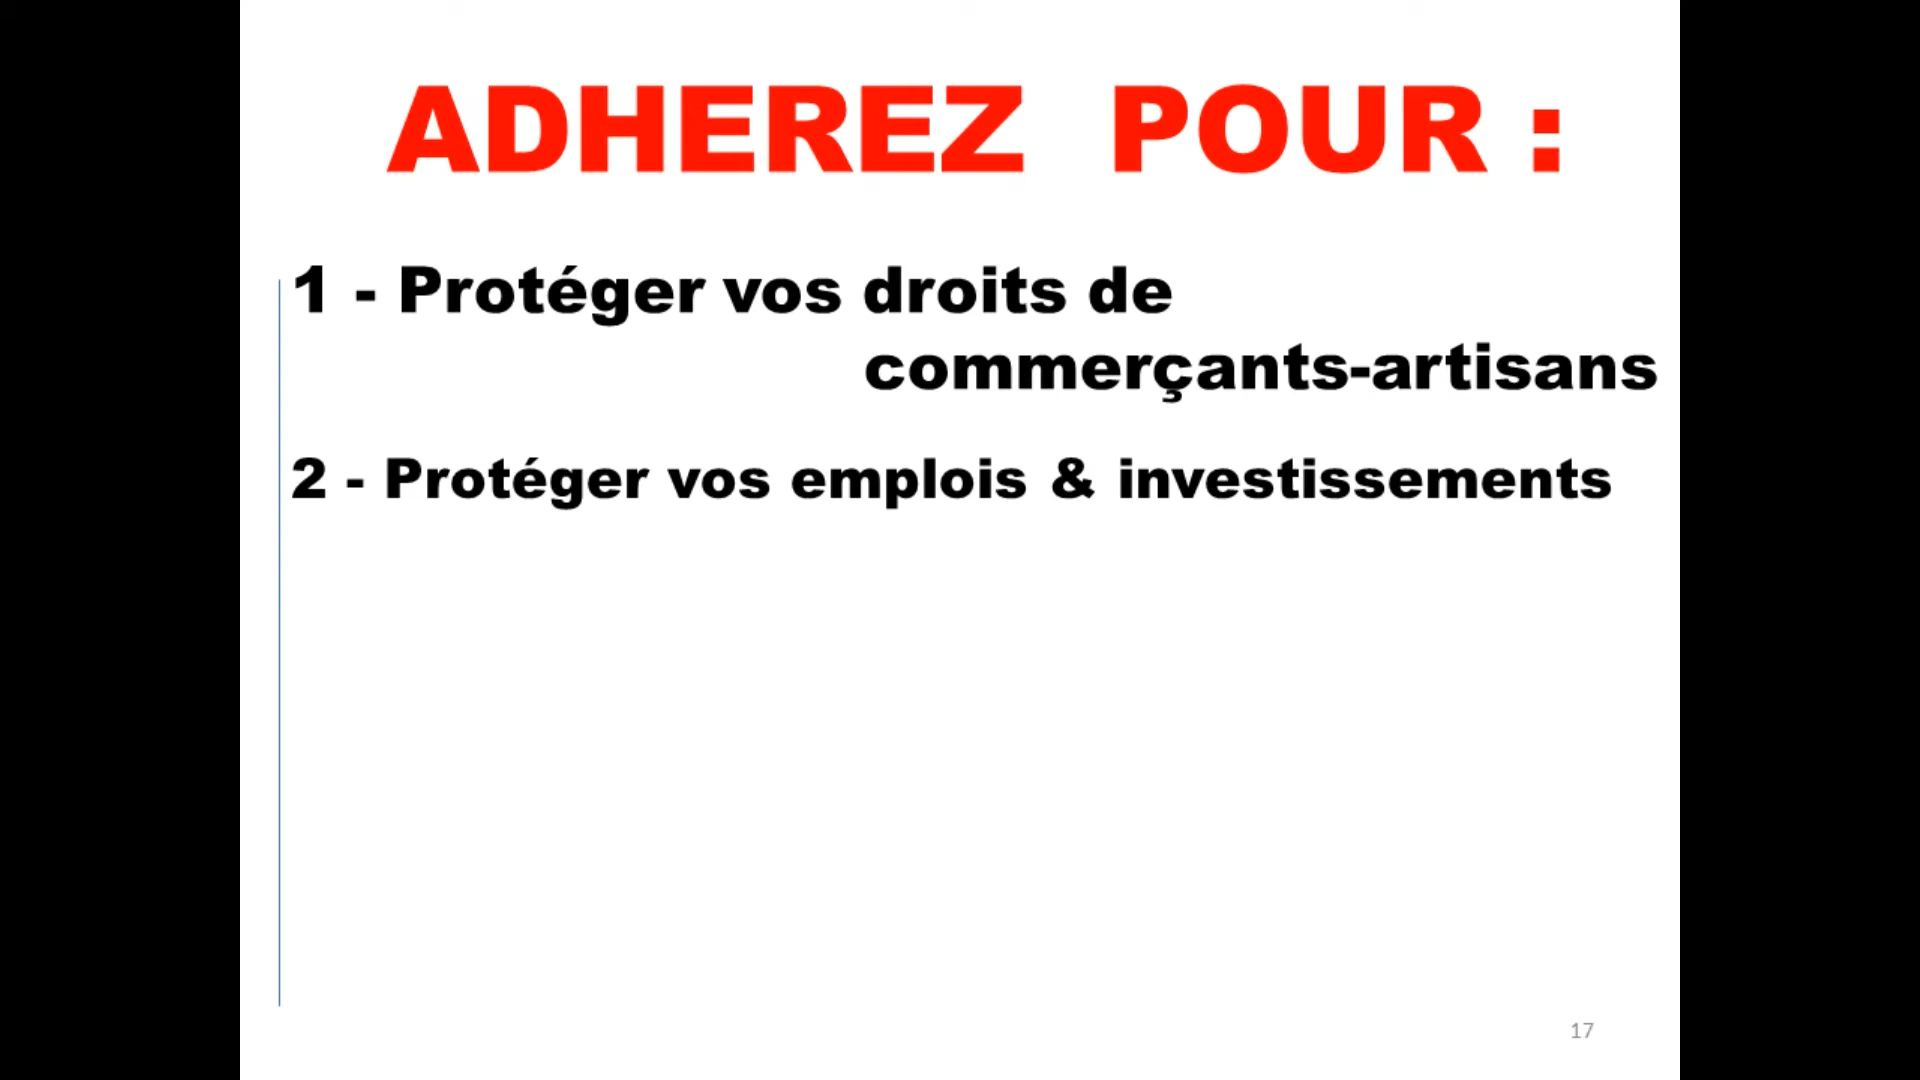 ADHEREZ POUR :
1 - Protéger vos droits de
commerçants-artisans
2 - Protéger vos emplois & investissements
17